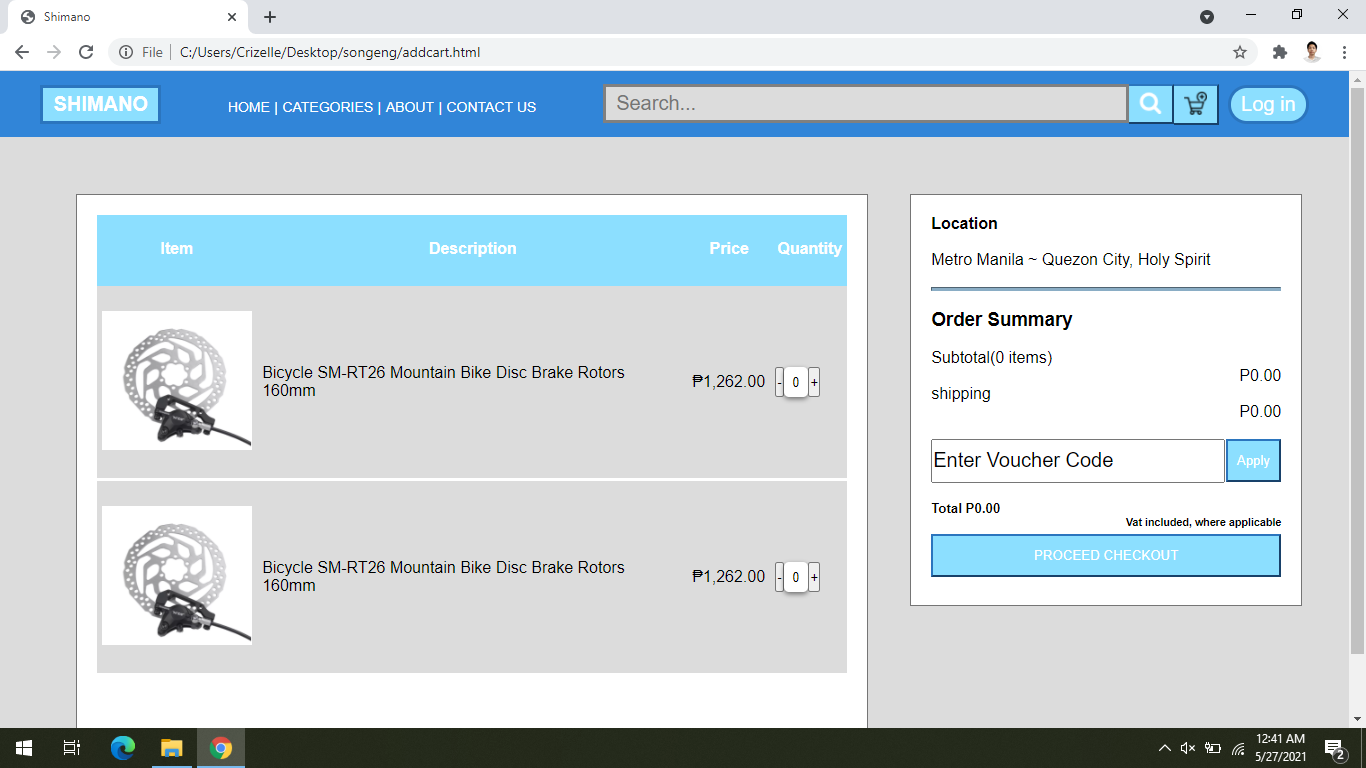 Shimano
File
C:/Users/Crizelle/Desktop/songeng/addcart.html
SHIMANO
HOME | CATEGORIES | ABOUT | CONTACT US
Search...
Log in
Item Description Price Quantity
Bicycle SM-RT26 Mountain Bike Disc Brake Rotors
160mm
₱1,262.00
- 0 +
Bicycle SM-RT26 Mountain Bike Disc Brake Rotors
160mm
₱1,262.00
- 0 +
Location
Metro Manila ~ Quezon City, Holy Spirit
Order Summary
Subtotal(0 items)
P0.00
shipping
P0.00
Enter Voucher Code
Apply
Total P0.00
Vat included, where applicable
PROCEED CHECKOUT
12:41 AM
5/27/2021
2